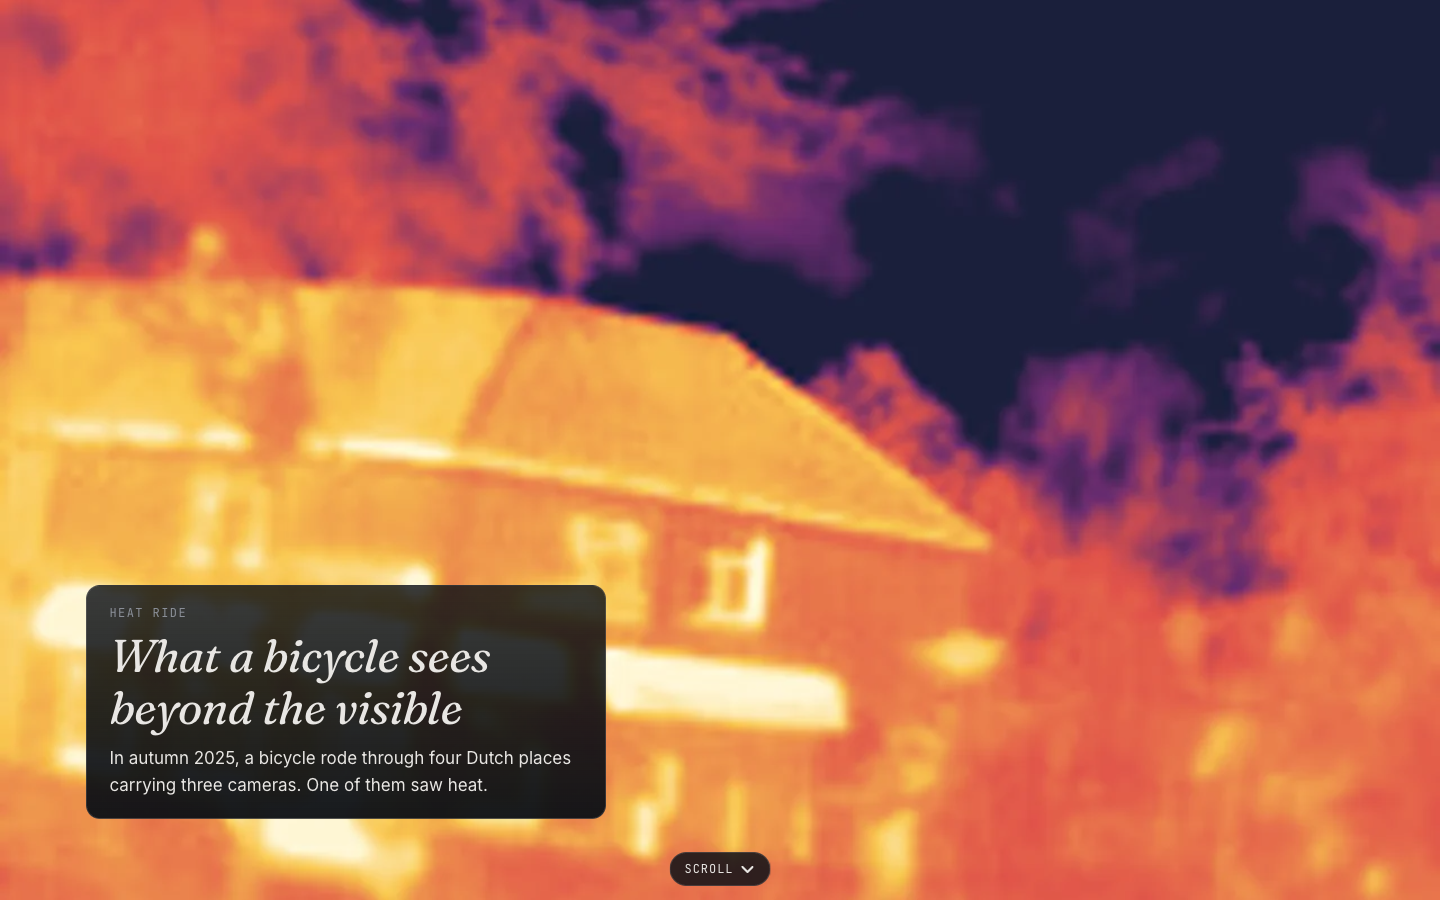 HEAT RIDE
What a bicycle sees
beyond the visible
In autumn 2025, a bicycle rode through four Dutch places
carrying three cameras. One of them saw heat.
SCROLL